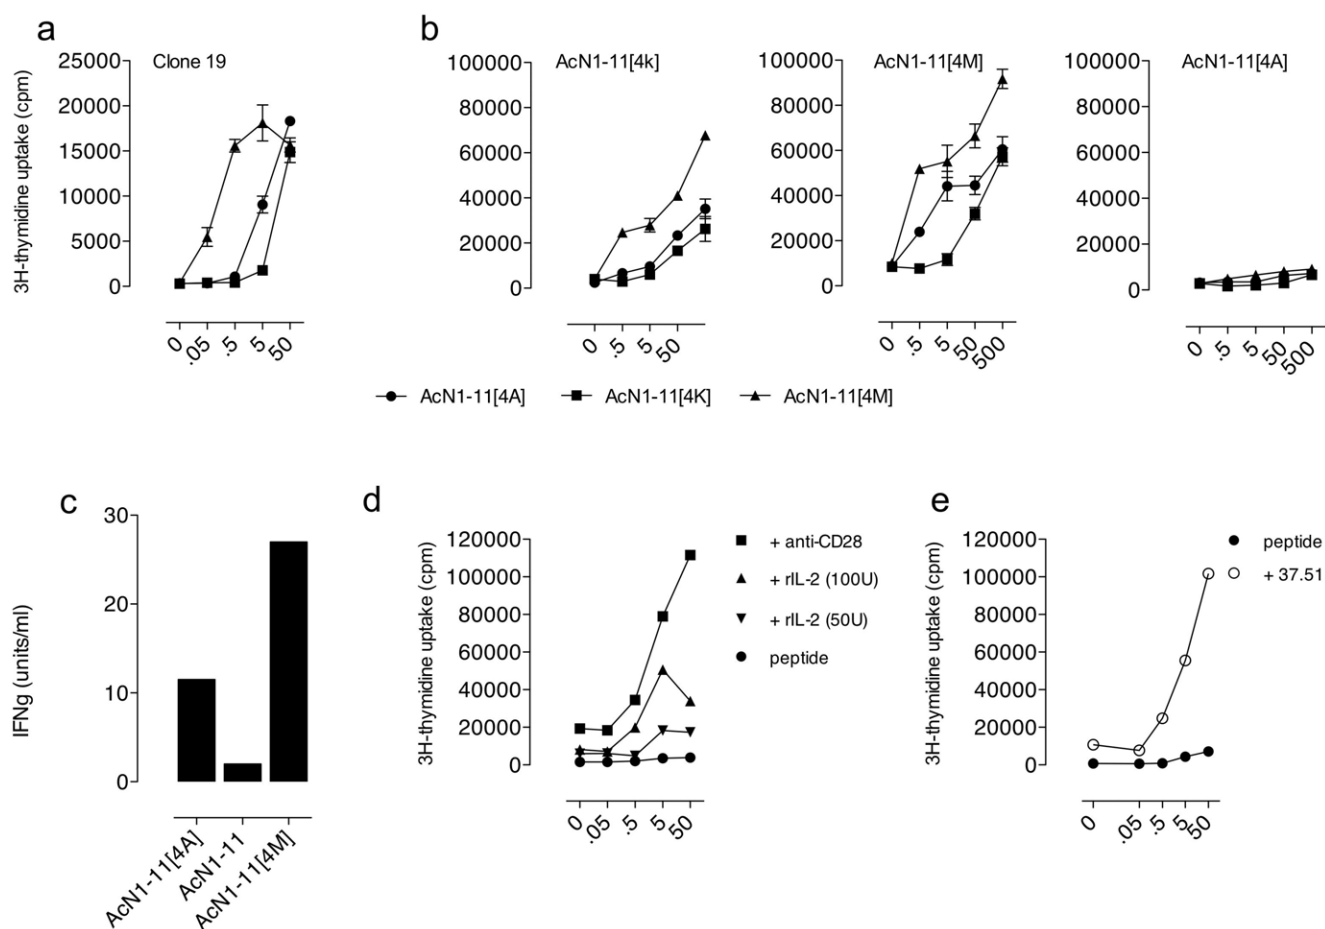 a
Clone 19
3H-thymidine uptake (cpm)
25000
20000
15000
10000
5000
0
0 .05 .5 5 50
b
AcN1-11[4k]
100000
80000
60000
40000
20000
0
0 .5 5 50
AcN1-11[4M]
100000
80000
60000
40000
20000
0
0 .5 5 50 500
AcN1-11[4A]
100000
80000
60000
40000
20000
0
0 .5 5 50 500
AcN1-11[4A] AcN1-11[4K] AcN1-11[4M]
c
IFNg (units/ml)
30
20
10
0
AcN1-11[4A]
AcN1-11
AcN1-11[4M]
d
3H-thymidine uptake (cpm)
120000
100000
80000
60000
40000
20000
0
0 .05 .5 5 50
+ anti-CD28
+ rIL-2 (100U)
+ rIL-2 (50U)
peptide
e
3H-thymidine uptake (cpm)
120000
100000
80000
60000
40000
20000
0
0 .05 .5 5 50
peptide
+ 37.51